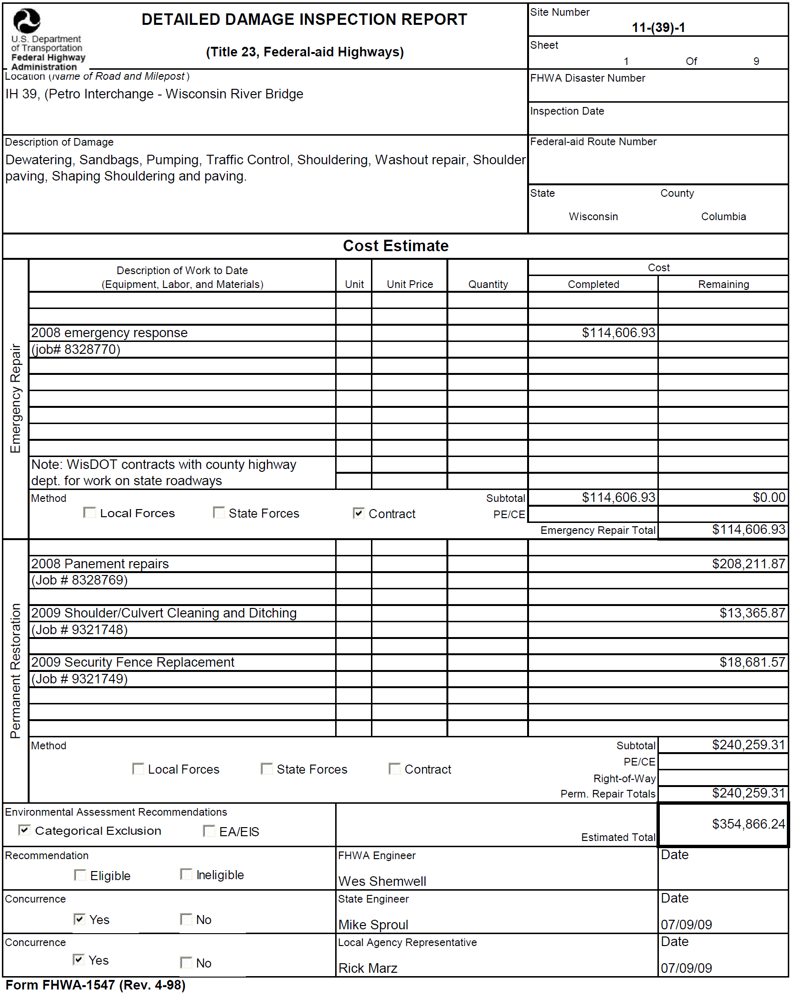 U.S. Department
of Transportation
Federal Highway
Administration
DETAILED DAMAGE INSPECTION REPORT
(Title 23, Federal-aid Highways)
Site Number
11-(39)-1
Sheet
1 Of 9
Location (Name of Road and Milepost)
IH 39, (Petro Interchange - Wisconsin River Bridge
FHWA Disaster Number
Inspection Date
Description of Damage
Dewatering, Sandbags, Pumping, Traffic Control, Shouldering, Washout repair, Shoulder
paving, Shaping Shouldering and paving.
Federal-aid Route Number
State County
Wisconsin Columbia
Cost Estimate
Emergency Repair
Description of Work to Date
(Equipment, Labor, and Materials)
Unit Unit Price Quantity
Cost
Completed Remaining
2008 emergency response $114,606.93
(job# 8328770)
Note: WisDOT contracts with county highway
dept. for work on state roadways
Method Subtotal $114,606.93 $0.00
Local Forces State Forces Contract PE/CE
Emergency Repair Total $114,606.93
Permanent Restoration
2008 Panement repairs $208,211.87
(Job # 8328769)
2009 Shoulder/Culvert Cleaning and Ditching $13,365.87
(Job # 9321748)
2009 Security Fence Replacement $18,681.57
(Job # 9321749)
Method Subtotal $240,259.31
PE/CE
Local Forces State Forces Contract
Right-of-Way
Perm. Repair Totals $240,259.31
Environmental Assessment Recommendations
Categorical Exclusion EA/EIS
Estimated Total $354,866.24
Recommendation
Eligible Ineligible
FHWA Engineer
Wes Shemwell
Date
Concurrence
Yes No
State Engineer
Mike Sproul
Date
07/09/09
Concurrence
Yes No
Local Agency Representative
Rick Marz
Date
07/09/09
Form FHWA-1547 (Rev. 4-98)